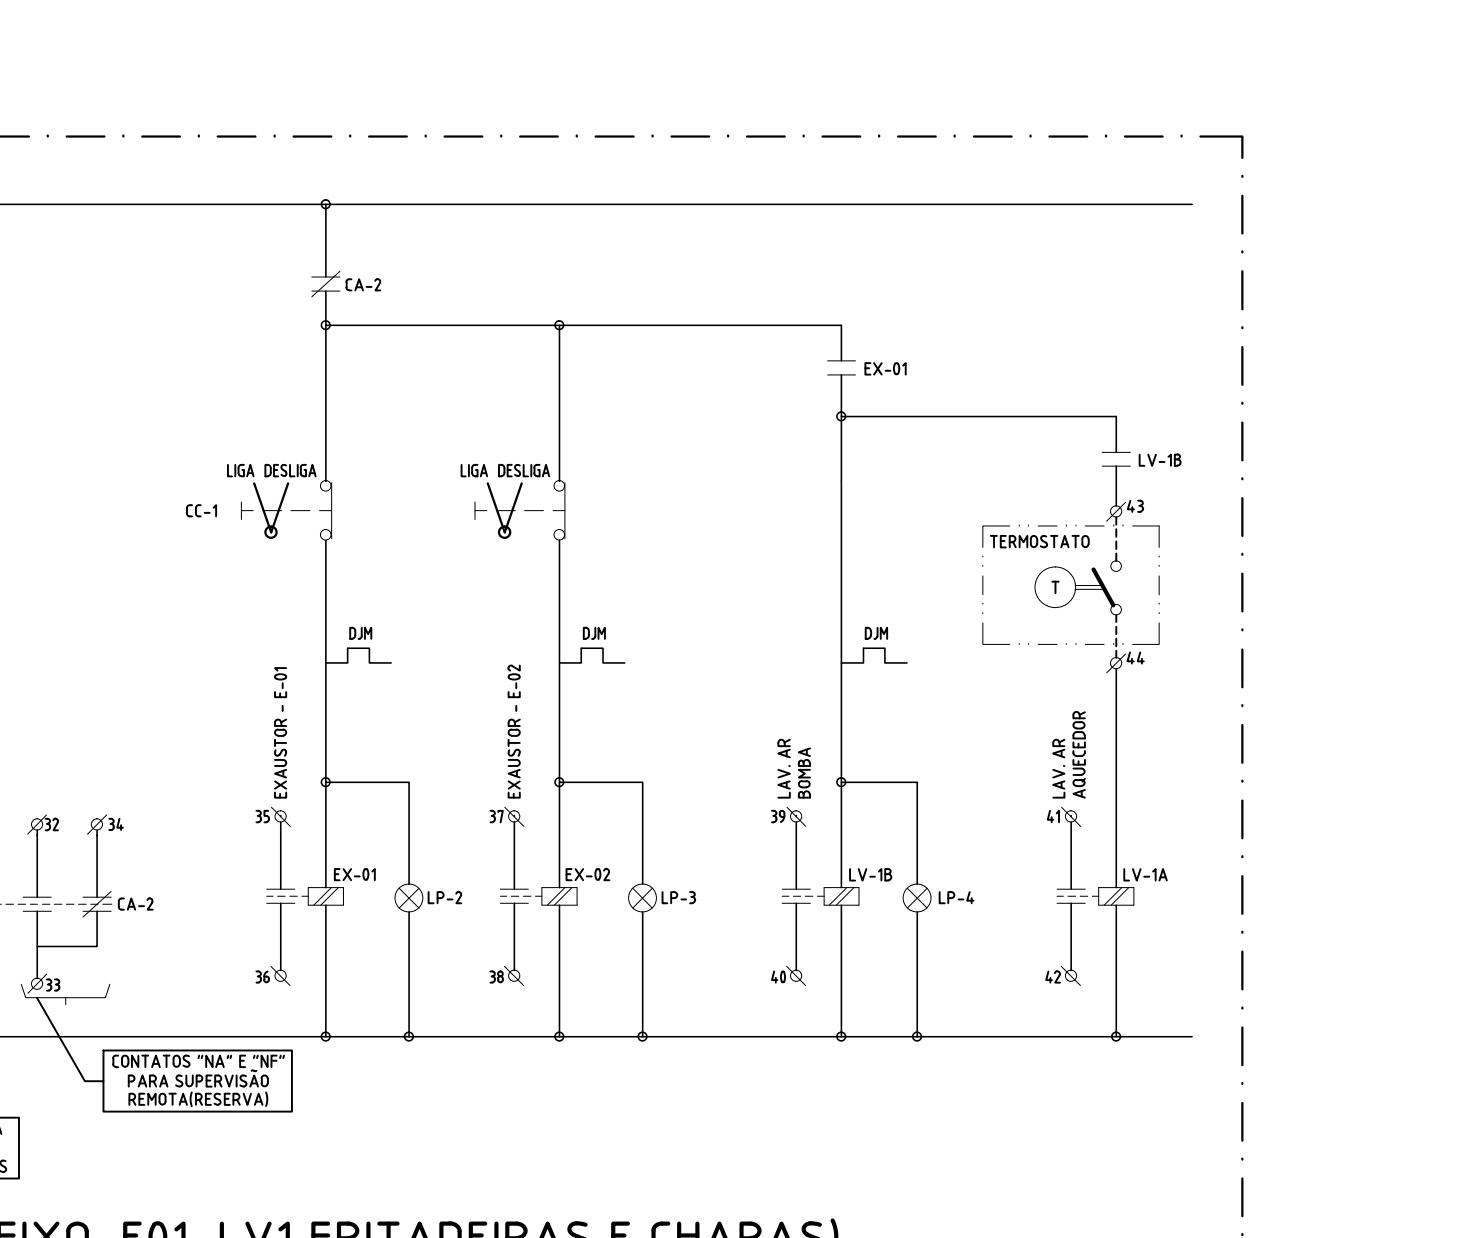 CA-2
EX-01
LV-1B
LIGA DESLIGA
LIGA DESLIGA
CC-1
43
TERMOSTATO
T
44
DJM
DJM
DJM
EXAUSTOR - E-01
EXAUSTOR - E-02
LAV. AR
BOMBA
LAV. AR
AQUECEDOR
32
34
35
37
39
41
EX-01
EX-02
LV-1B
LV-1A
CA-2
LP-2
LP-3
LP-4
33
36
38
40
42
CONTATOS "NA" E "NF"
PARA SUPERVISÃO
REMOTA(RESERVA)
A
S